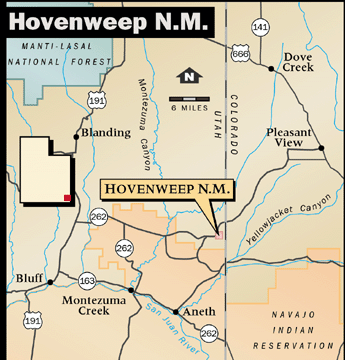 Hovenweep N.M.
MANTI-LASAL
NATIONAL FOREST
141
666
Dove
Creek
N
6 MILES
191
Montezuma
Canyon
COLORADO
UTAH
Blanding
Pleasant
View
HOVENWEEP N.M.
Yellowjacket Canyon
262
262
Bluff
163
Montezuma
Creek
San Juan River
Aneth
191
262
NAVAJO
INDIAN
RESERVATION